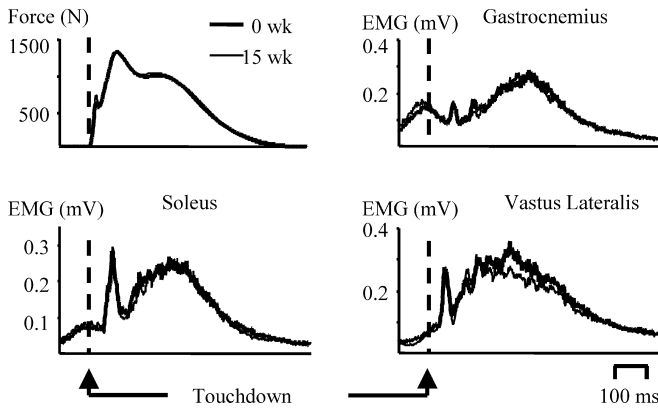 Force (N)
1500
500
0 wk
15 wk
EMG (mV)
Gastrocnemius
0.4
0.2
EMG (mV)
Soleus
0.3
0.2
0.1
EMG (mV)
Vastus Lateralis
0.4
0.2
Touchdown
100 ms